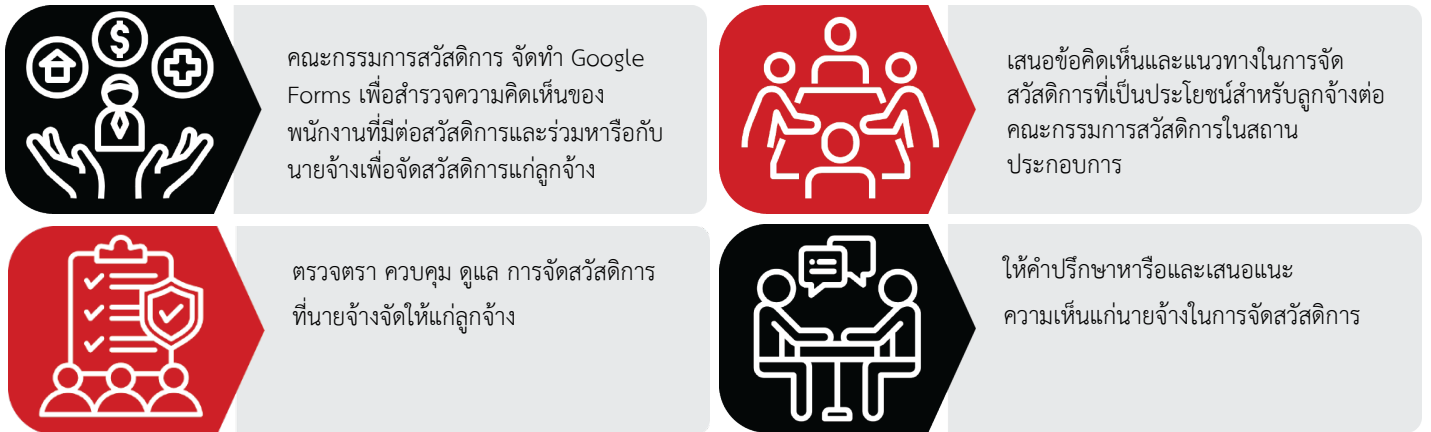 คณะกรรมการสวัสดิการ จัดทำ Google
Forms เพื่อสำรวจความคิดเห็นของ
พนักงานที่มีต่อสวัสดิการและร่วมหารือกับ
นายจ้างเพื่อจัดสวัสดิการแก่ลูกจ้าง
เสนอข้อคิดเห็นและแนวทางในการจัด
สวัสดิการที่เป็นประโยชน์สำหรับลูกจ้างต่อ
คณะกรรมการสวัสดิการในสถาน
ประกอบการ
ตรวจตรา ควบคุม ดูแล การจัดสวัสดิการ
ที่นายจ้างจัดให้แก่ลูกจ้าง
ให้คำปรึกษาหารือและเสนอแนะ
ความเห็นแก่นายจ้างในการจัดสวัสดิการ